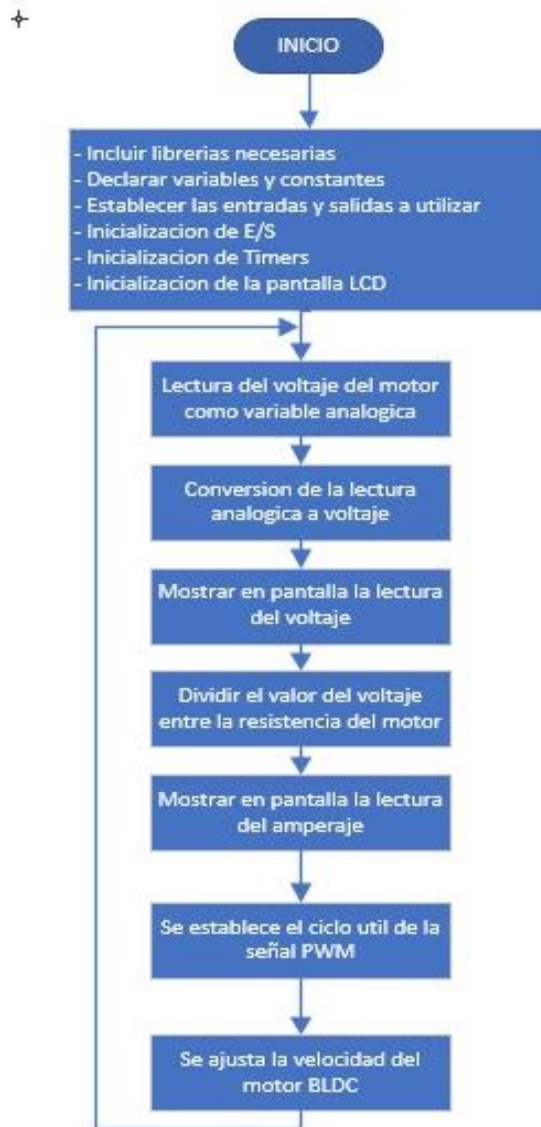 INICIO
- Incluir librerias necesarias
- Declarar variables y constantes
- Establecer las entradas y salidas a utilizar
- Inicializacion de E/S
- Inicializacion de Timers
- Inicializacion de la pantalla LCD
Lectura del voltaje del motor
como variable analogica
Conversion de la lectura
analogica a voltaje
Mostrar en pantalla la lectura
del voltaje
Dividir el valor del voltaje
entre la resistencia del motor
Mostrar en pantalla la lectura
del amperaje
Se establece el ciclo util de la
señal PWM
Se ajusta la velocidad del
motor BLDC